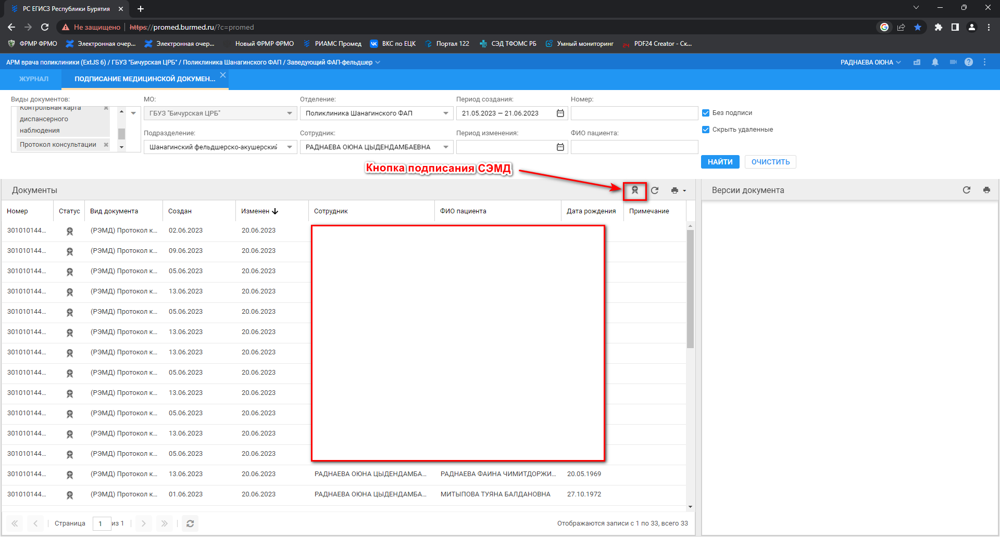 РС ЕГИСЗ Республики Бурятия
Не защищено https://promed.burmed.ru/?c=promed
ФРМР ФРМО Электронная очер... Электронная очер... Новый ФРМР ФРМО РИАМС Промед ВКС по ЕЦК Портал 122 СЭД ТФОМС РБ Умный мониторинг PDF24 Creator - Ск...
АРМ врача поликлиники (ExtJS 6) / ГБУЗ "Бичурская ЦРБ" / Поликлиника Шанагинского ФАП / Заведующий ФАП-фельдшер РАДНАЕВА ОЮНА
ЖУРНАЛ ПОДПИСАНИЕ МЕДИЦИНСКОЙ ДОКУМЕН...
Виды документов: МО: Отделение: Период создания: Номер:
Контрольная карта диспансерного наблюдения
ГБУЗ "Бичурская ЦРБ" Поликлиника Шанагинского ФАП 21.05.2023 — 21.06.2023 Без подписи
Подразделение: Сотрудник: Период изменения: ФИО пациента: Скрыть удаленные
Протокол консультации Шанагинский фельдшерско-акушерский РАДНАЕВА ОЮНА ЦЫДЕНДАМБАЕВНА
НАЙТИ ОЧИСТИТЬ
Кнопка подписания СЭМД
Документы Версии документа
Номер Статус Вид документа Создан Изменен Сотрудник ФИО пациента Дата рождения Примечание
301010144... (РЭМД) Протокол к... 02.06.2023 20.06.2023
301010144... (РЭМД) Протокол к... 09.06.2023 20.06.2023
301010144... (РЭМД) Протокол к... 05.06.2023 20.06.2023
301010144... (РЭМД) Протокол к... 13.06.2023 20.06.2023
301010144... (РЭМД) Протокол к... 05.06.2023 20.06.2023
301010144... (РЭМД) Протокол к... 13.06.2023 20.06.2023
301010144... (РЭМД) Протокол к... 13.06.2023 20.06.2023
301010144... (РЭМД) Протокол к... 05.06.2023 20.06.2023
301010144... (РЭМД) Протокол к... 13.06.2023 20.06.2023
301010144... (РЭМД) Протокол к... 05.06.2023 20.06.2023
301010144... (РЭМД) Протокол к... 13.06.2023 20.06.2023
301010144... (РЭМД) Протокол к... 05.06.2023 20.06.2023
301010144... (РЭМД) Протокол к... 13.06.2023 20.06.2023 РАДНАЕВА ОЮНА ЦЫДЕНДАМБА... РАДНАЕВА ФАИНА ЧИМИТДОРЖИ... 20.05.1969
301010144... (РЭМД) Протокол к... 01.06.2023 20.06.2023 РАДНАЕВА ОЮНА ЦЫДЕНДАМБА... МИТЫПОВА ТУЯНА БАЛДАНОВНА 27.10.1972
Страница 1 из 1 Отображаются записи с 1 по 33, всего 33